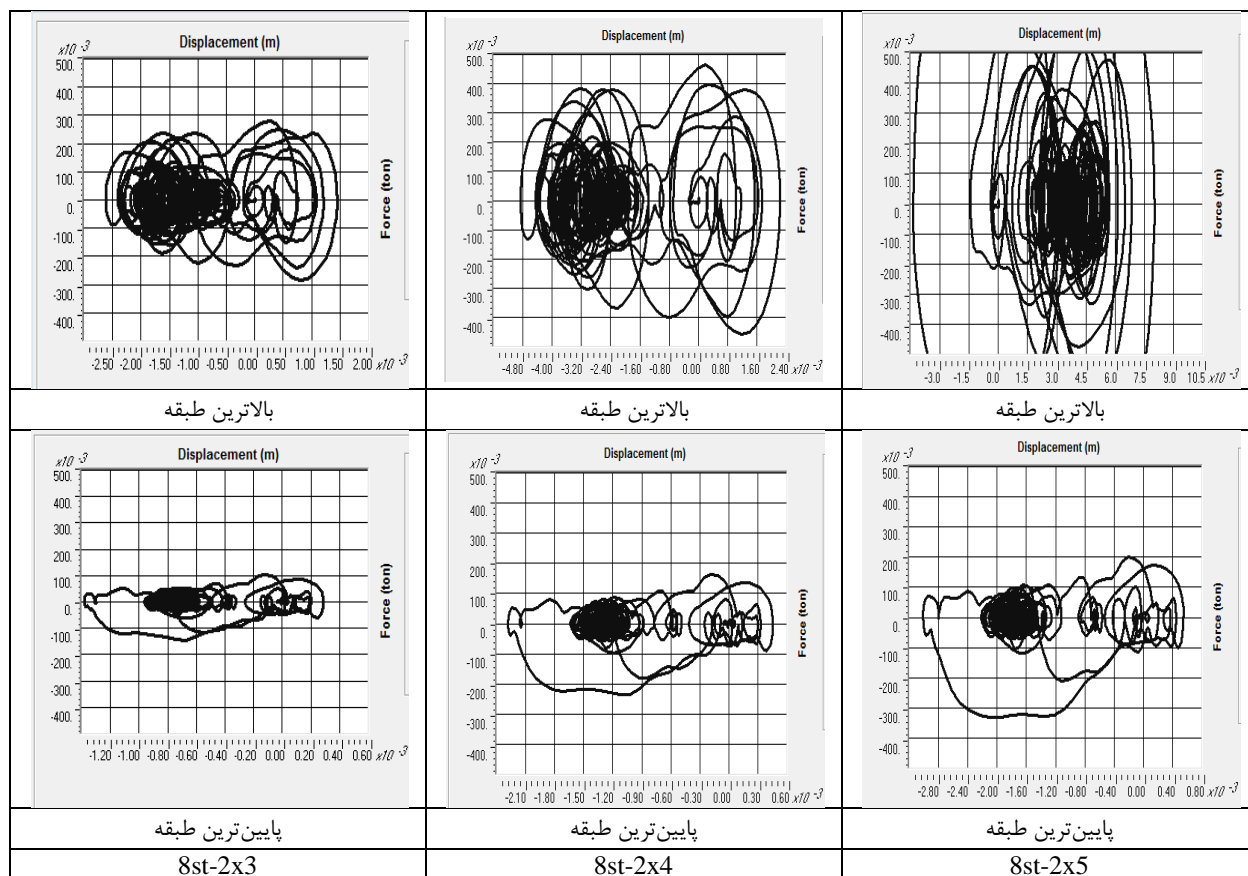 Displacement (m)
x10 -3
500.
400.
300.
200.
100.
0.
-100.
-200.
-300.
-400.
Force (ton)
-2.50 -2.00 -1.50 -1.00 -0.50 0.00 0.50 1.00 1.50 2.00 x10 -3
Displacement (m)
x10 -3
500.
400.
300.
200.
100.
0.
-100.
-200.
-300.
-400.
Force (ton)
-4.80 -4.00 -3.20 -2.40 -1.60 -0.80 0.00 0.80 1.60 2.40 x10 -3
Displacement (m)
x10 -3
500.
400.
300.
200.
100.
0.
-100.
-200.
-300.
-400.
Force (ton)
-3.0 -1.5 0.0 1.5 3.0 4.5 6.0 7.5 9.0 10.5 x10 -3
بالاترین طبقه
بالاترین طبقه
بالاترین طبقه
Displacement (m)
x10 -3
500.
400.
300.
200.
100.
0.
-100.
-200.
-300.
-400.
Force (ton)
-1.20 -1.00 -0.80 -0.60 -0.40 -0.20 0.00 0.20 0.40 0.60 x10 -3
Displacement (m)
x10 -3
500.
400.
300.
200.
100.
0.
-100.
-200.
-300.
-400.
Force (ton)
-2.10 -1.80 -1.50 -1.20 -0.90 -0.60 -0.30 0.00 0.30 0.60 x10 -3
Displacement (m)
x10 -3
500.
400.
300.
200.
100.
0.
-100.
-200.
-300.
-400.
Force (ton)
-2.80 -2.40 -2.00 -1.60 -1.20 -0.80 -0.40 0.00 0.40 0.80 x10 -3
پایین‌ترین طبقه
پایین‌ترین طبقه
پایین‌ترین طبقه
8st-2x3
8st-2x4
8st-2x5